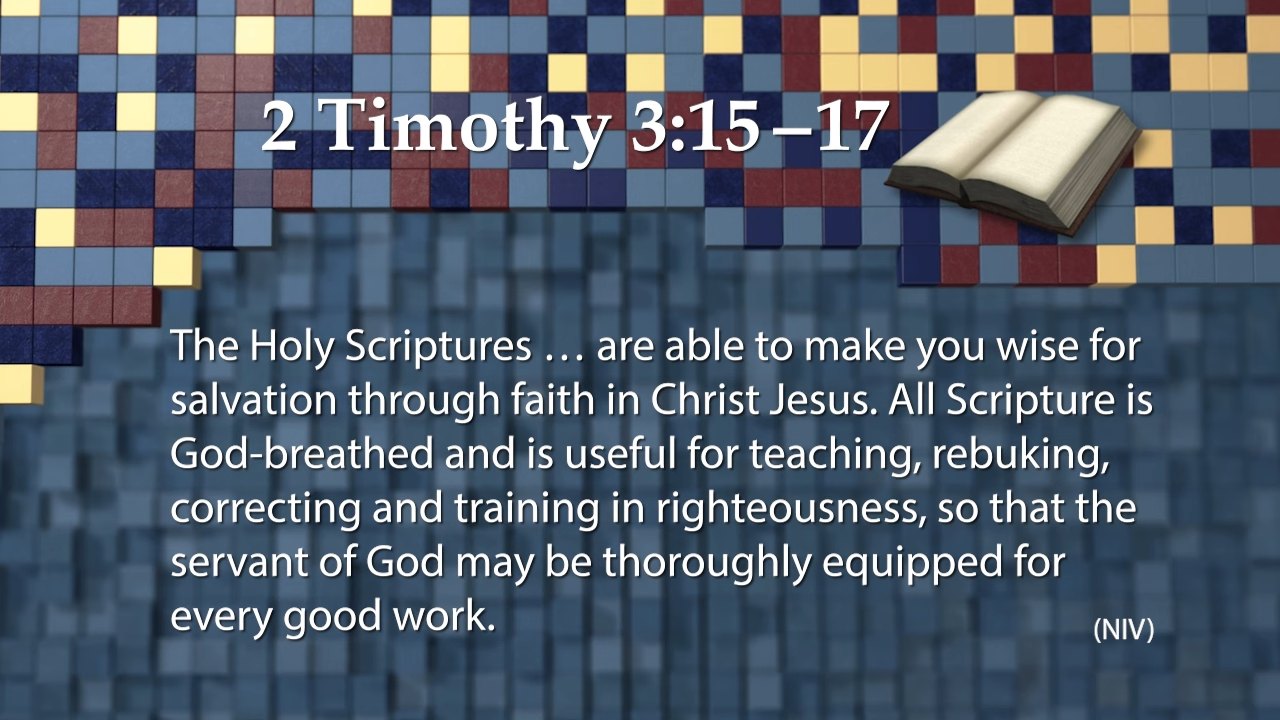 2 Timothy 3:15–17
The Holy Scriptures … are able to make you wise for
salvation through faith in Christ Jesus. All Scripture is
God-breathed and is useful for teaching, rebuking,
correcting and training in righteousness, so that the
servant of God may be thoroughly equipped for
every good work.
(NIV)